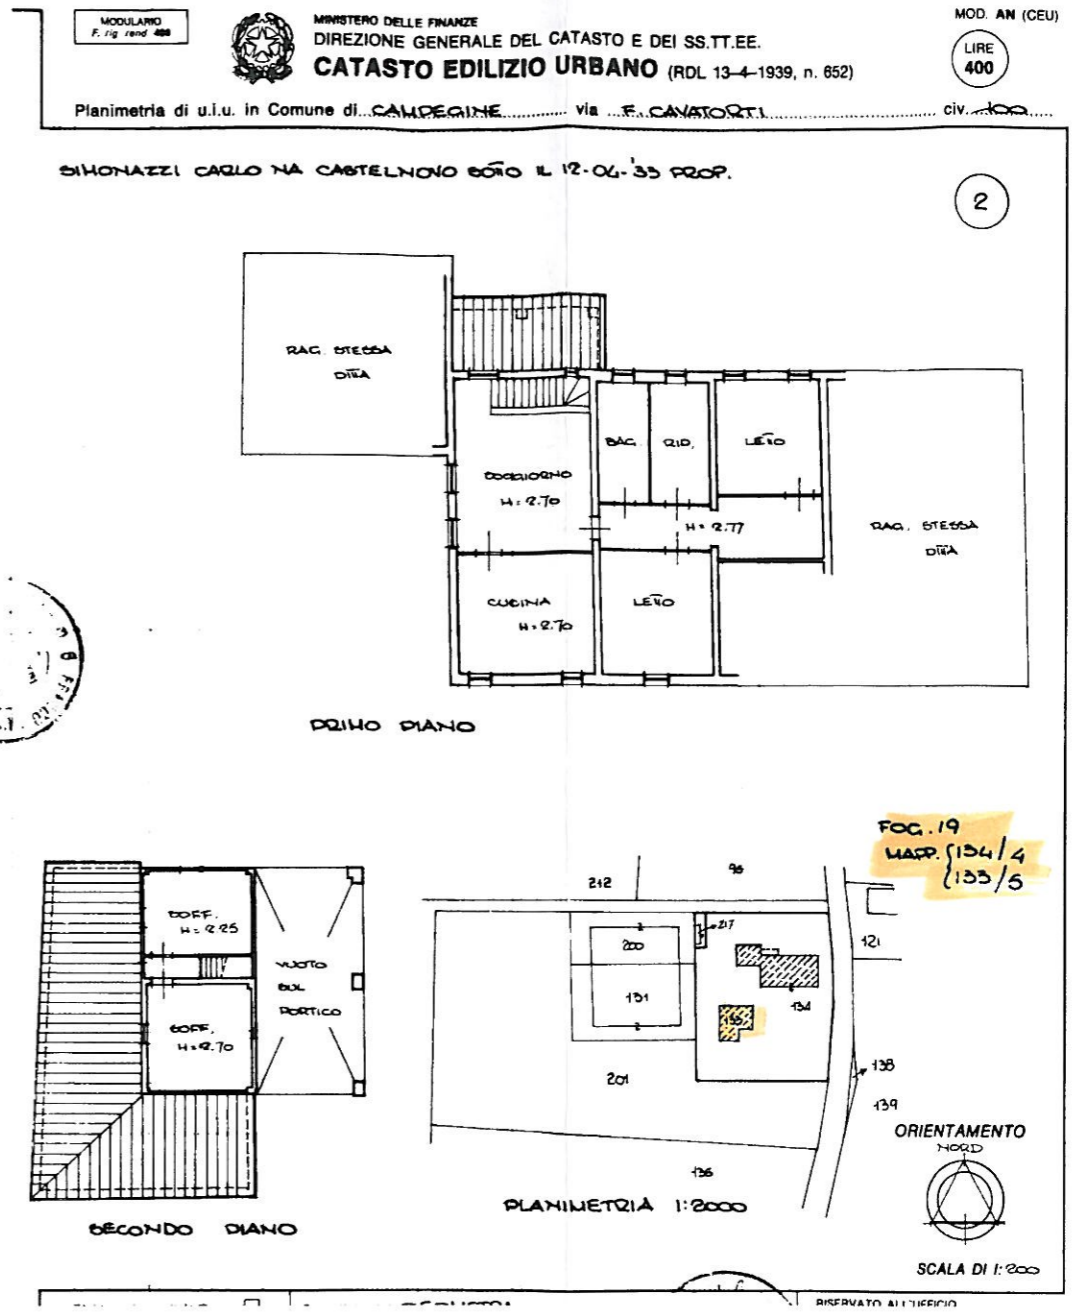 MODULARIO
F. rig. rend. 498
MINISTERO DELLE FINANZE
DIREZIONE GENERALE DEL CATASTO E DEI SS.TT.EE.
CATASTO EDILIZIO URBANO (RDL 13-4-1939, n. 652)
MOD. AN (CEU)
LIRE
400
Planimetria di u.i.u. in Comune di CAMPEGINE via F. CAVATORTI civ. 100
SIMONAZZI CARLO NA CASTELNOVO SOTTO IL 12-04-'33 PROP.
2
RAG. STESSA
DITTA
BAG.
RIP.
LETTO
SOGGIORNO
H=2.70
H=2.77
RAG. STESSA
DITTA
CUCINA
H=2.70
LETTO
PRIMO PIANO
FOG. 19
MAPP. {134/4
{133/5
SOFF.
H=2.25
VUOTO
SUL
PORTICO
SOFF.
H=2.70
SECONDO PIANO
212
96
217
200
121
131
134
133
201
138
139
136
PLANIMETRIA 1:2000
ORIENTAMENTO
NORD
SCALA DI 1:200
RISERVATO ALL'UFFICIO